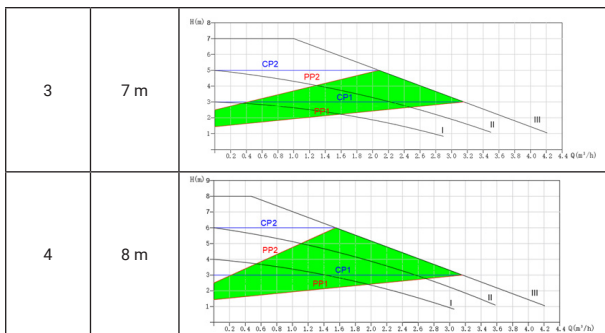 3
7 m
H(m) 8
7
6
5
4
3
2
1
CP2
PP2
CP1
PP1
I
II
III
0.2 0.4 0.6 0.8 1.0 1.2 1.4 1.6 1.8 2.0 2.2 2.4 2.6 2.8 3.0 3.2 3.4 3.6 3.8 4.0 4.2 4.4
Q(m³/h)
4
8 m
H(m) 9
8
7
6
5
4
3
2
1
CP2
PP2
CP1
PP1
I
II
III
0.2 0.4 0.6 0.8 1.0 1.2 1.4 1.6 1.8 2.0 2.2 2.4 2.6 2.8 3.0 3.2 3.4 3.6 3.8 4.0 4.2 4.4 Q(m³/h)